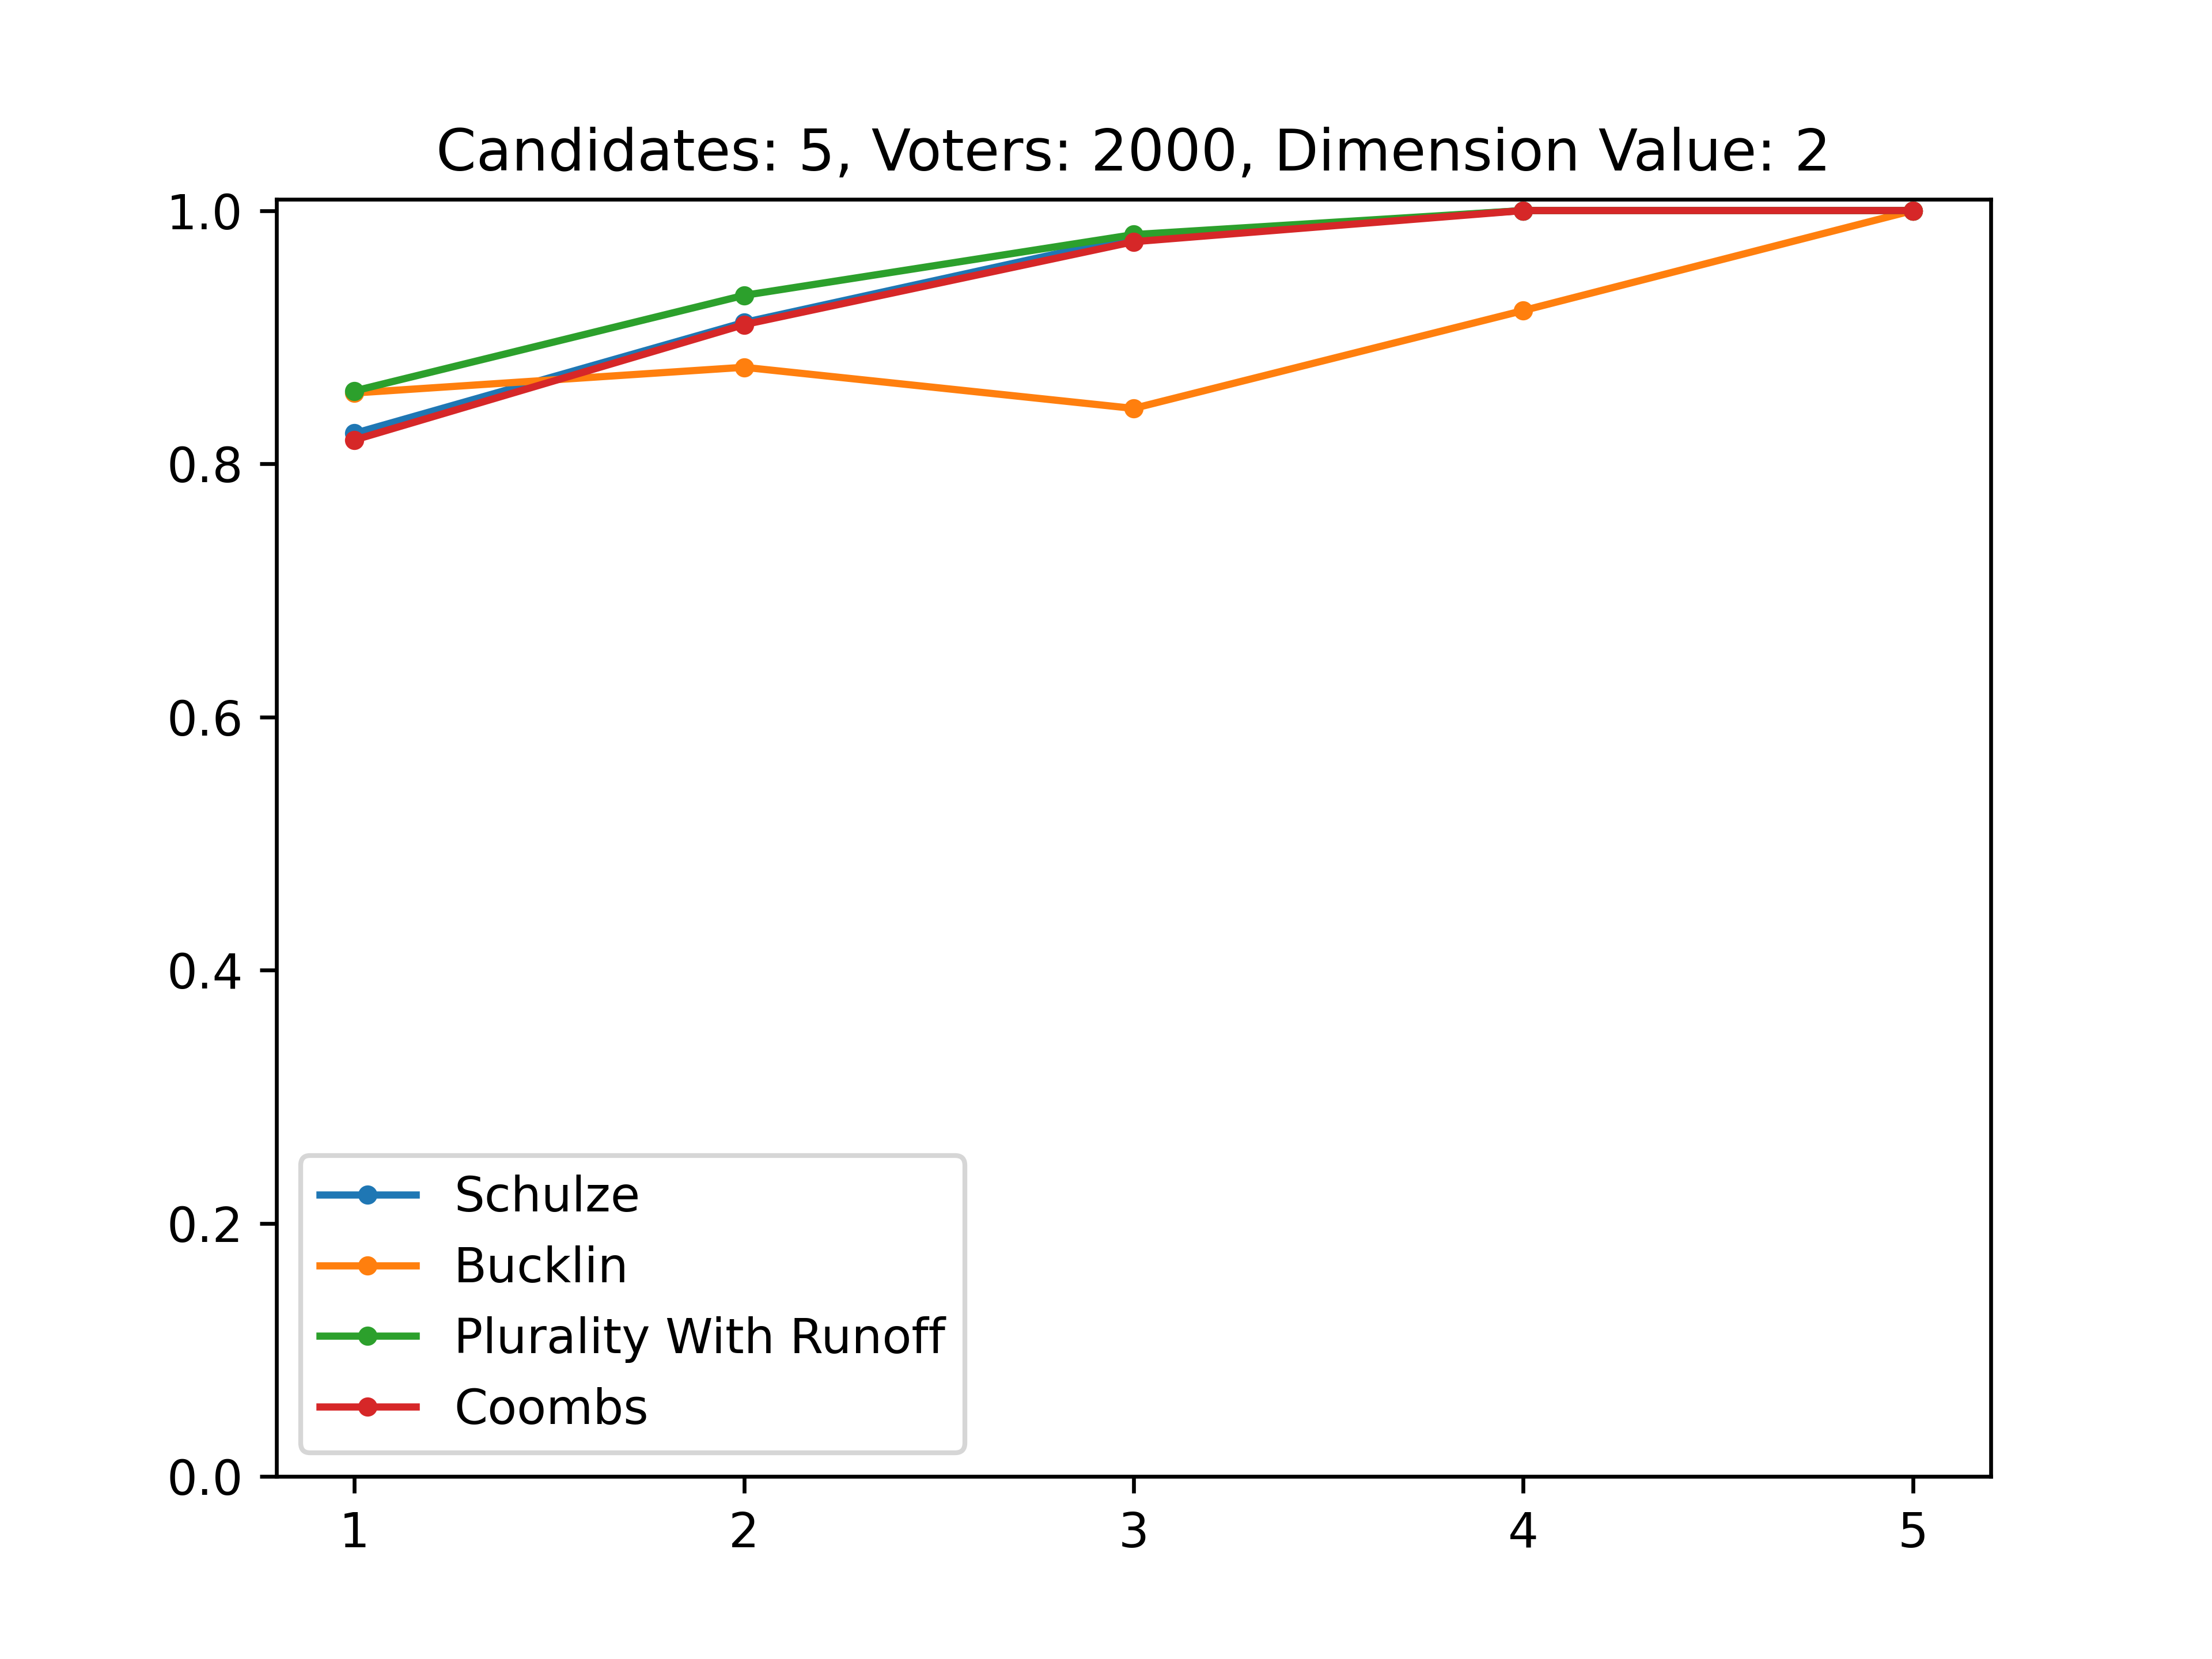 Candidates: 5, Voters: 2000, Dimension Value: 2
1.0
0.8
0.6
0.4
0.2
0.0
Schulze
Bucklin
Plurality With Runoff
Coombs
1 2 3 4 5